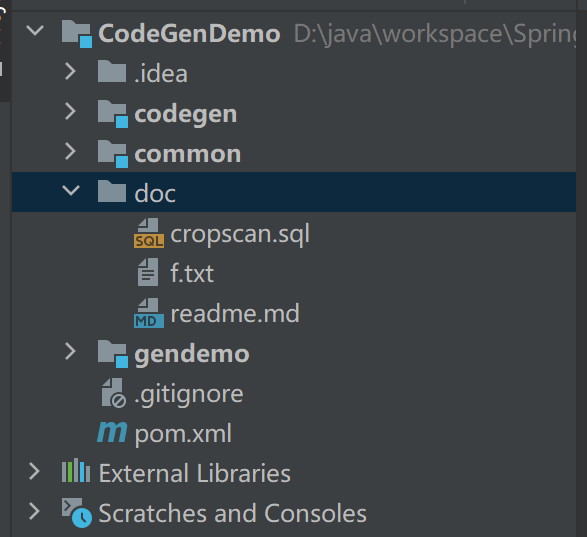 CodeGenDemo D:\java\workspace\Spring
.idea
codegen
common
doc
SQL cropscan.sql
f.txt
MD readme.md
gendemo
.gitignore
m pom.xml
External Libraries
Scratches and Consoles